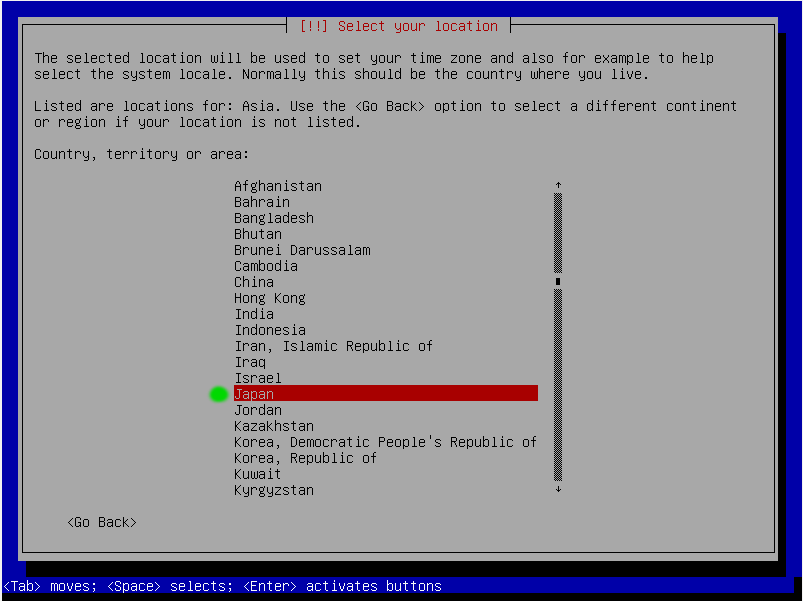 [!!] Select your location
The selected location will be used to set your time zone and also for example to help
select the system locale. Normally this should be the country where you live.
Listed are locations for: Asia. Use the <Go Back> option to select a different continent
or region if your location is not listed.
Country, territory or area:
Afghanistan
Bahrain
Bangladesh
Bhutan
Brunei Darussalam
Cambodia
China
Hong Kong
India
Indonesia
Iran, Islamic Republic of
Iraq
Israel
Japan
Jordan
Kazakhstan
Korea, Democratic People's Republic of
Korea, Republic of
Kuwait
Kyrgyzstan
<Go Back>
<Tab> moves; <Space> selects; <Enter> activates buttons